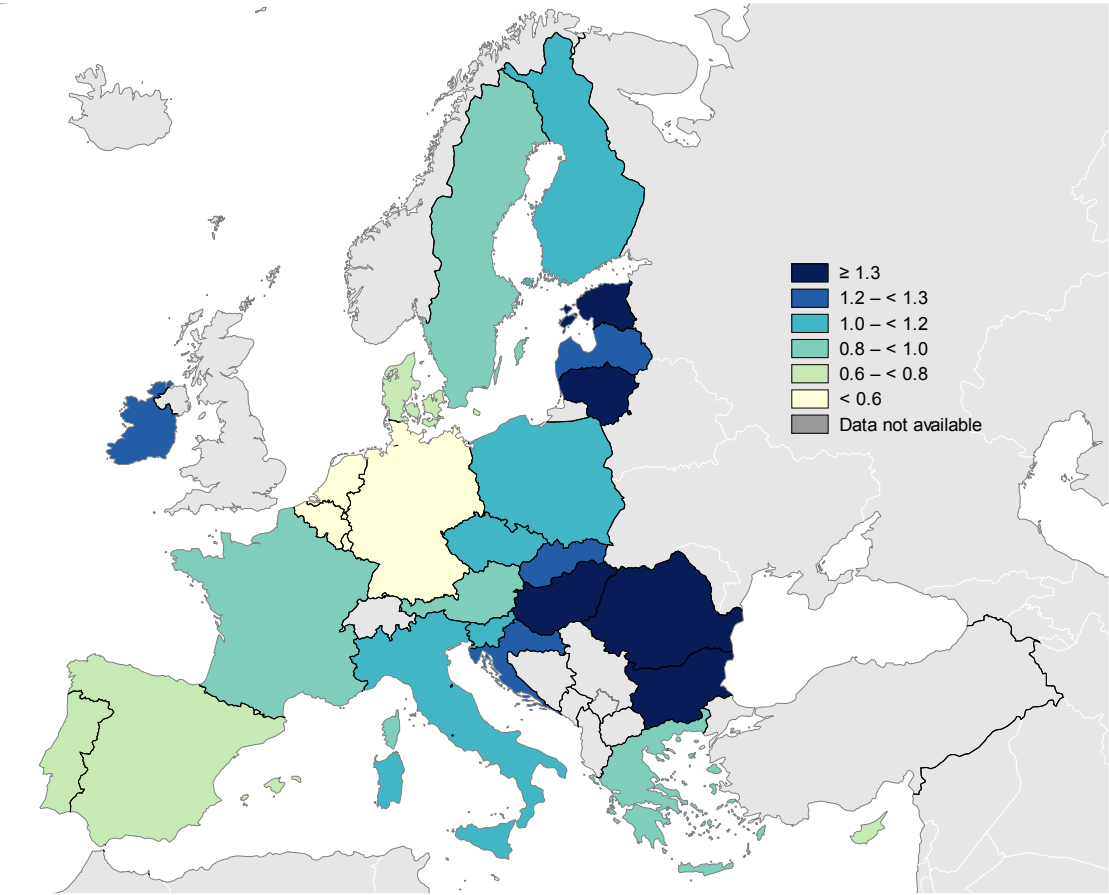 ≥ 1.3
1.2 – < 1.3
1.0 – < 1.2
0.8 – < 1.0
0.6 – < 0.8
< 0.6
Data not available